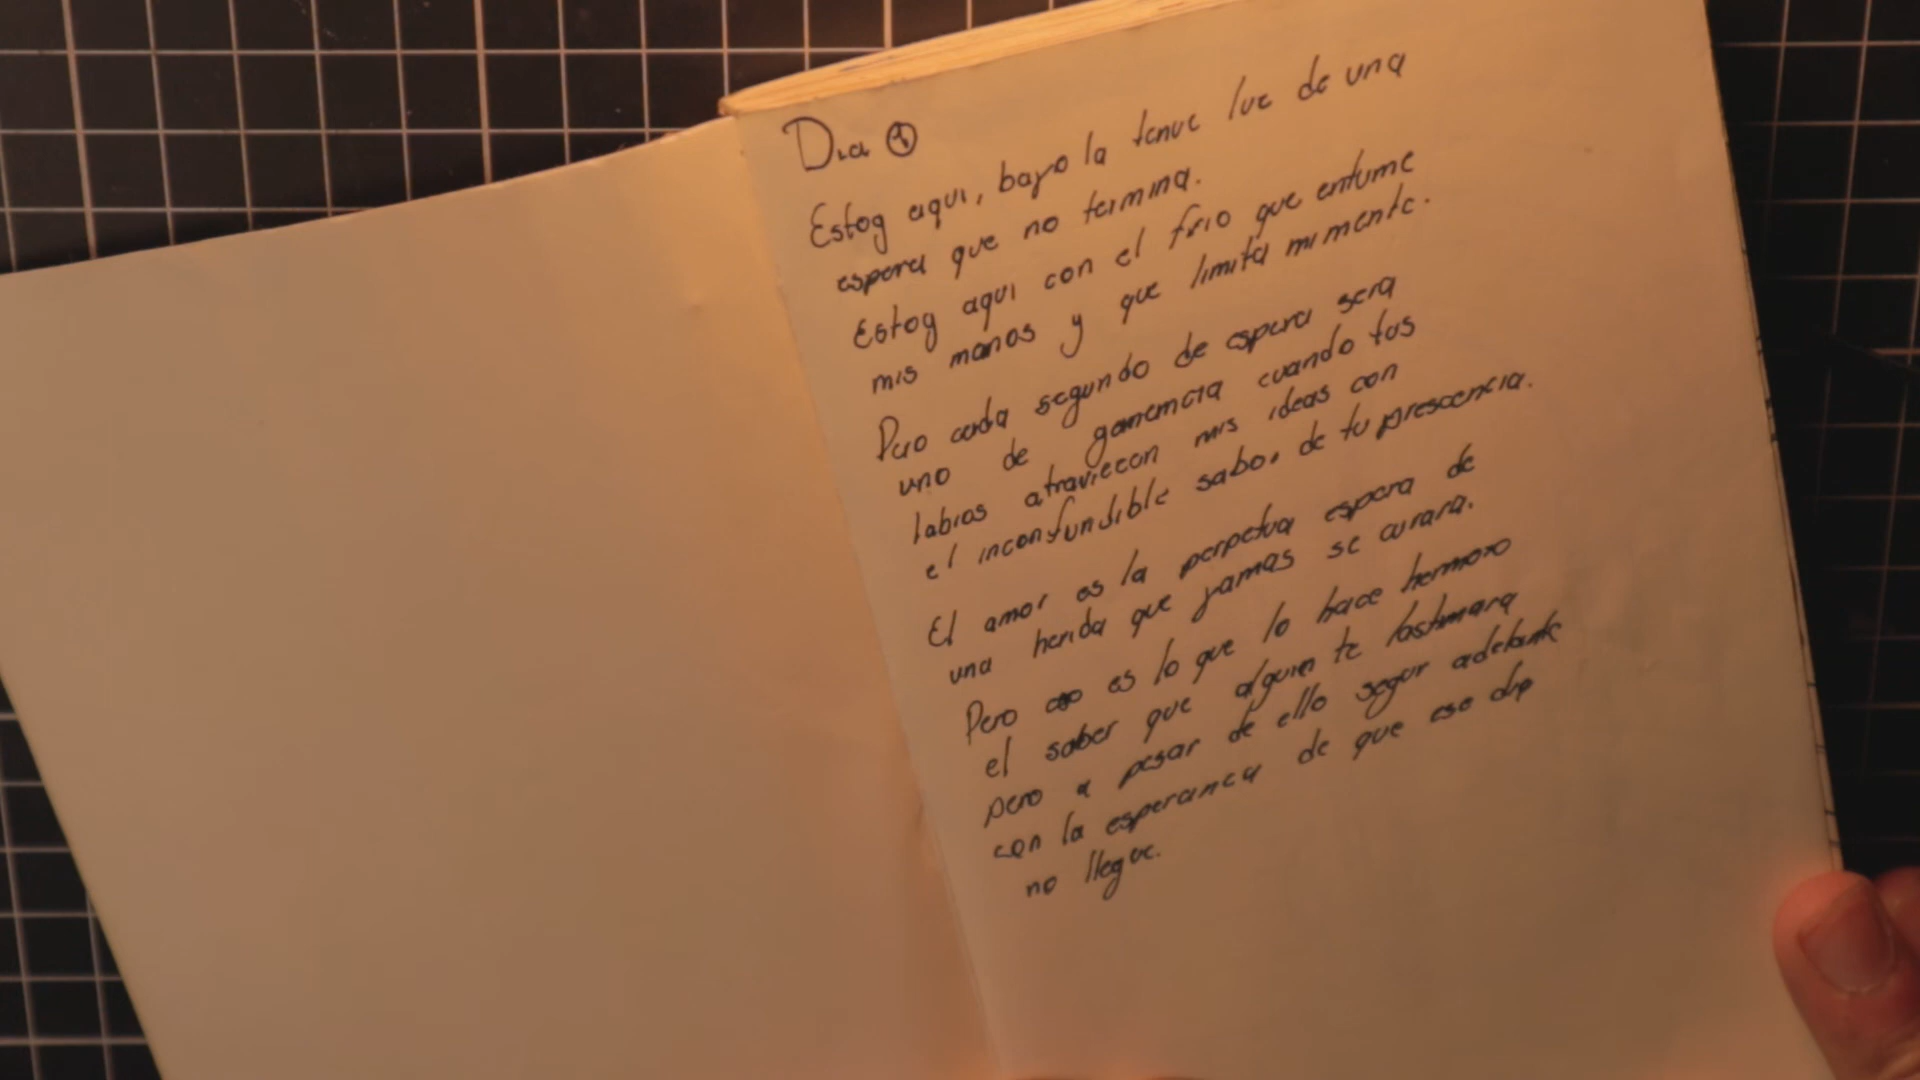 Dia ①
Estoy aqui, bajo la tenue luz de una
espera que no termina.
Estoy aqui con el frio que entume
mis manos y que limita mi mente.
Pero cada segundo de espera sera
uno de ganancia cuando tus
labios atraviecen mis ideas con
el inconfundible sabor de tu prescencia.
El amor es la perpetua espera de
una herida que jamas se curara.
Pero eso es lo que lo hace hermoso
el saber que alguien te lastimara
pero a pesar de ello seguir adelante
con la esperanza de que ese dia
no llegue.